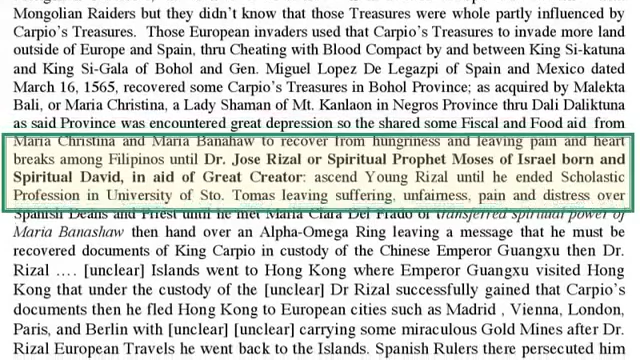 Mongolian Raiders but they didn't know that those Treasures were whole partly influenced by
Carpio's Treasures. Those European invaders used that Carpio's Treasures to invade more land
outside of Europe and Spain, thru Cheating with Blood Compact by and between King Si-katuna
and King Si-Gala of Bohol and Gen. Miguel Lopez De Legazpi of Spain and Mexico dated
March 16, 1565, recovered some Carpio's Treasures in Bohol Province; as acquired by Malekta
Bali, or Maria Christina, a Lady Shaman of Mt. Kanlaon in Negros Province thru Dali Daliktuna
as said Province was encountered great depression so the shared some Fiscal and Food aid from
Maria Christina and Maria Banahaw to recover from hungriness and leaving pain and heart
breaks among Filipinos until Dr. Jose Rizal or Spiritual Prophet Moses of Israel born and
Spiritual David, in aid of Great Creator: ascend Young Rizal until he ended Scholastic
Profession in University of Sto. Tomas leaving suffering, unfairness, pain and distress over
Spanish Deans and Priest until he met Maria Clara Del Prado or transferred spiritual power of
Maria Banashaw then hand over an Alpha-Omega Ring leaving a message that he must be
recovered documents of King Carpio in custody of the Chinese Emperor Guangxu then Dr.
Rizal .... [unclear] Islands went to Hong Kong where Emperor Guangxu visited Hong
Kong that under the custody of the [unclear] Dr Rizal successfully gained that Carpio's
documents then he fled Hong Kong to European cities such as Madrid , Vienna, London,
Paris, and Berlin with [unclear] [unclear] carrying some miraculous Gold Mines after Dr.
Rizal European Travels he went back to the Islands. Spanish Rulers there persecuted him